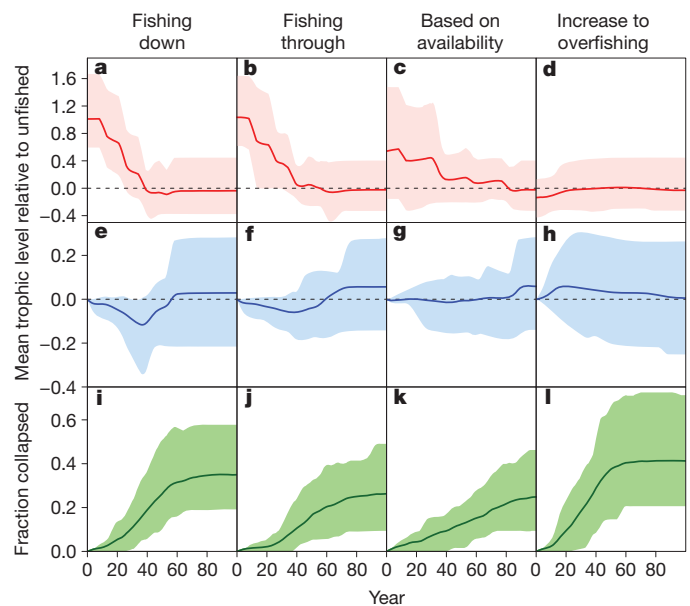 Fishing down
Fishing through
Based on availability
Increase to overfishing
Mean trophic level relative to unfished
a
b
c
d
1.6
1.2
0.8
0.4
0.0
−0.4
e
f
g
h
0.2
0.0
−0.2
−0.4
Fraction collapsed
i
j
k
l
0.6
0.4
0.2
0.0
0 20 40 60 80 0 20 40 60 80 0 20 40 60 80 0 20 40 60 80
Year